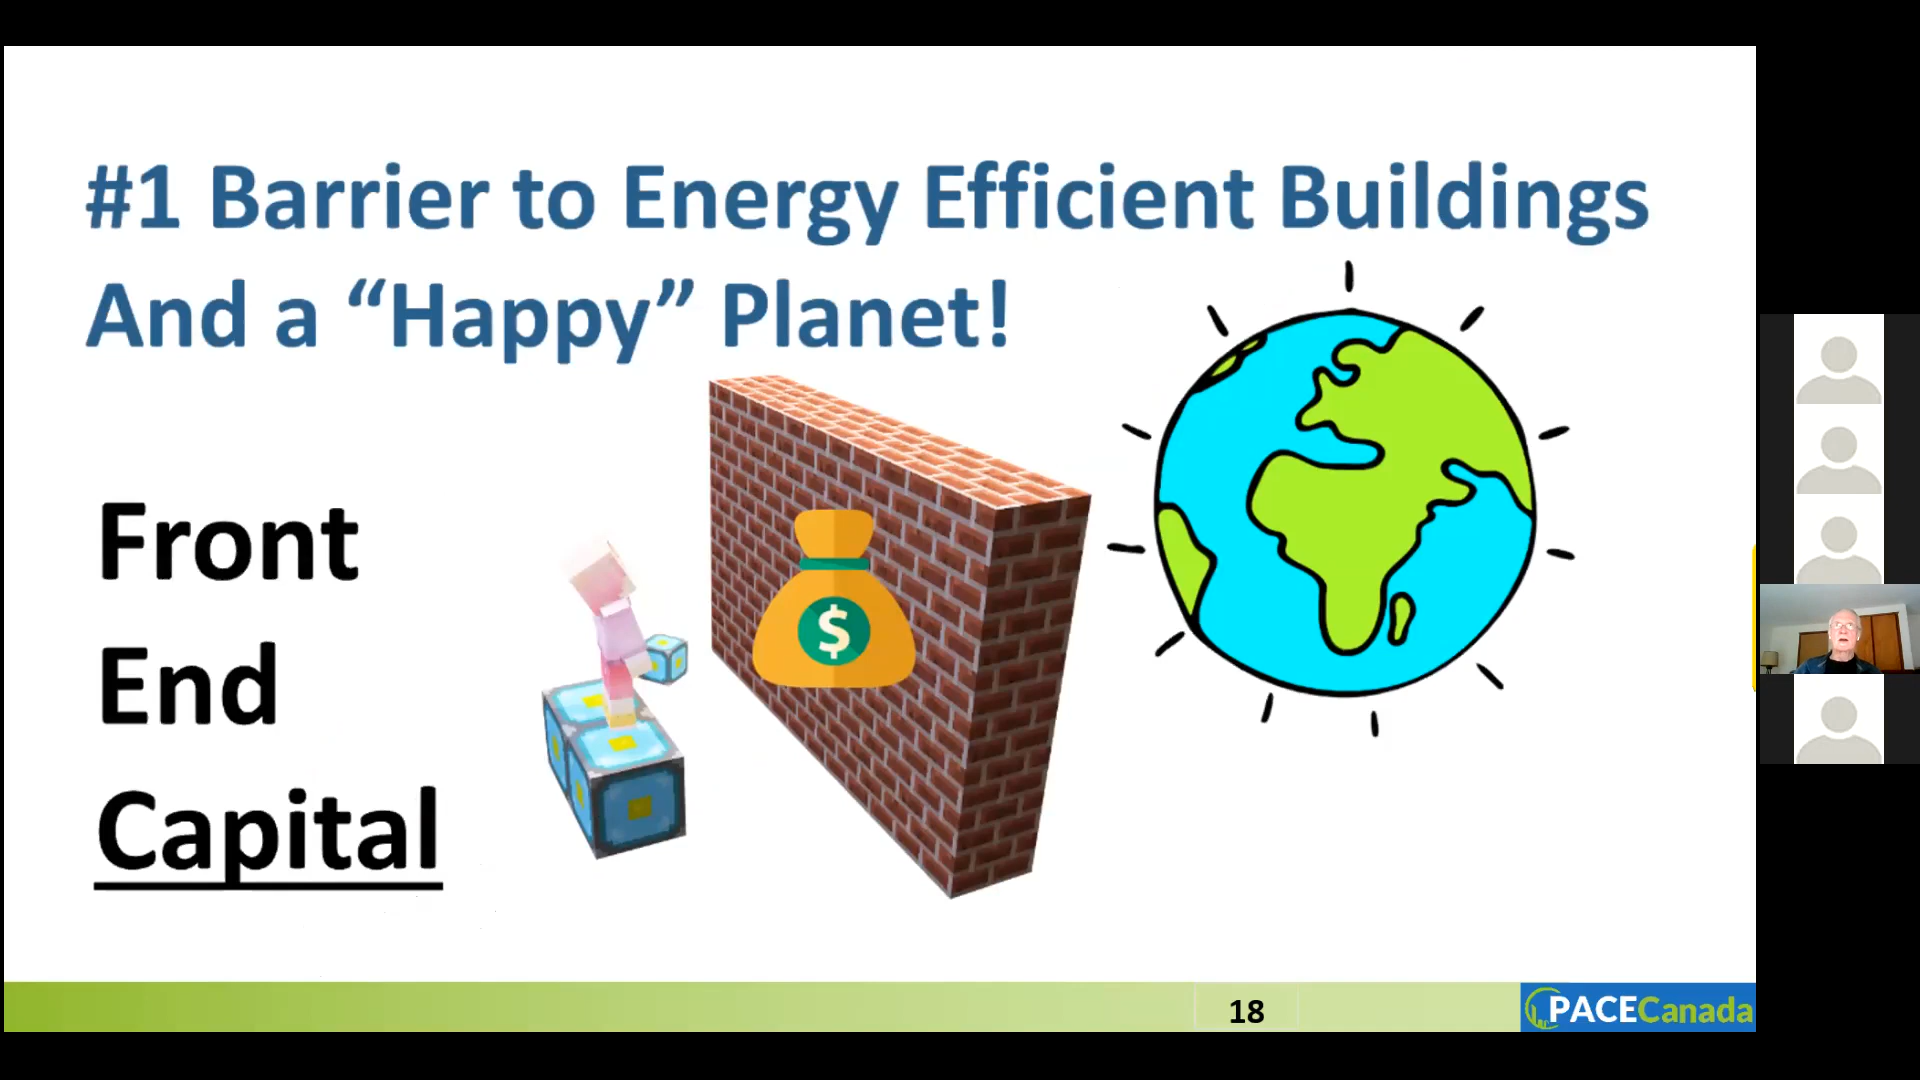 #1 Barrier to Energy Efficient Buildings
And a “Happy” Planet!
Front
End
Capital
$
18
PACECanada